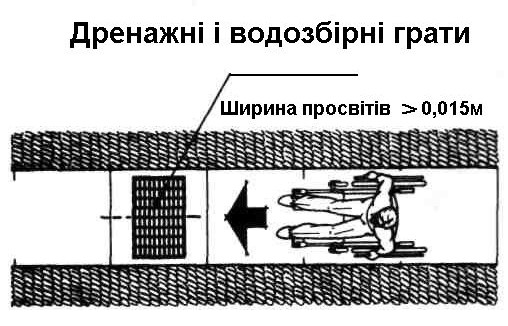 Дренажні і водозбірні грати
Ширина просвітів > 0,015м